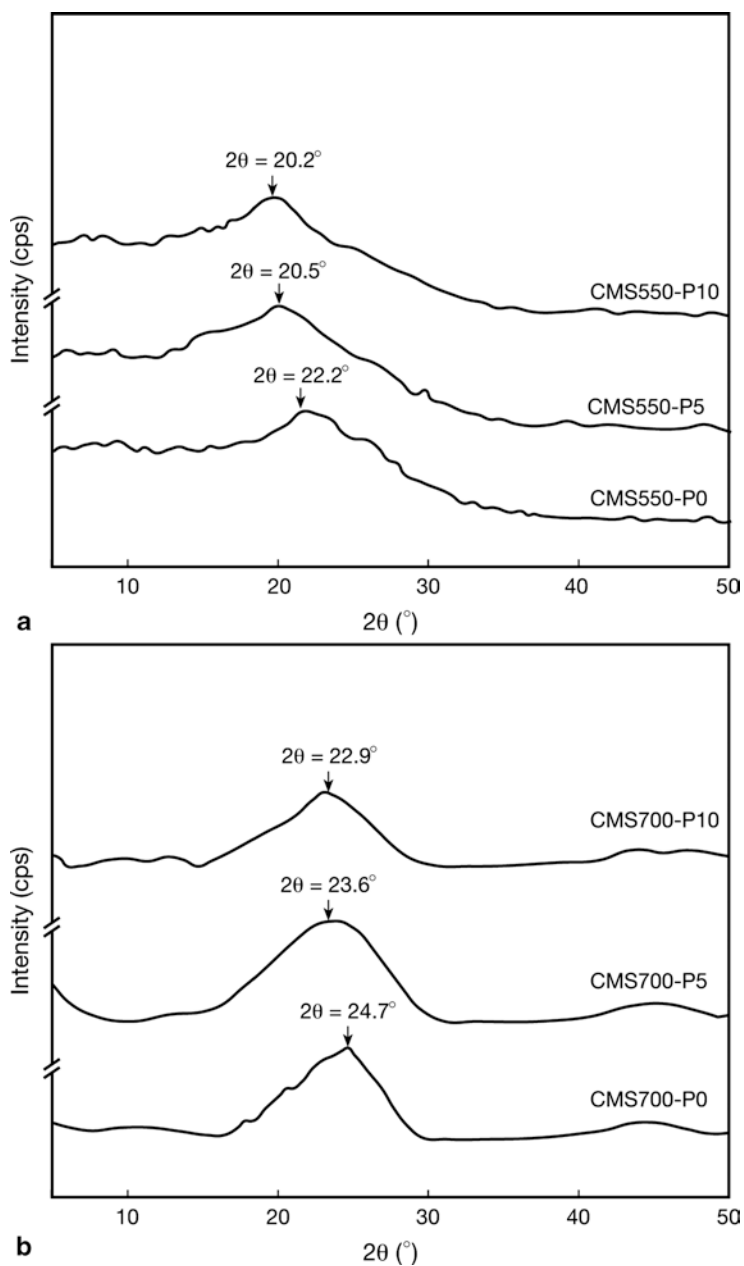 2θ = 20.2°
CMS550-P10
2θ = 20.5°
CMS550-P5
2θ = 22.2°
CMS550-P0
Intensity (cps)
10 20 30 40 50
2θ (°)
a
2θ = 22.9°
CMS700-P10
2θ = 23.6°
CMS700-P5
2θ = 24.7°
CMS700-P0
Intensity (cps)
10 20 30 40 50
2θ (°)
b